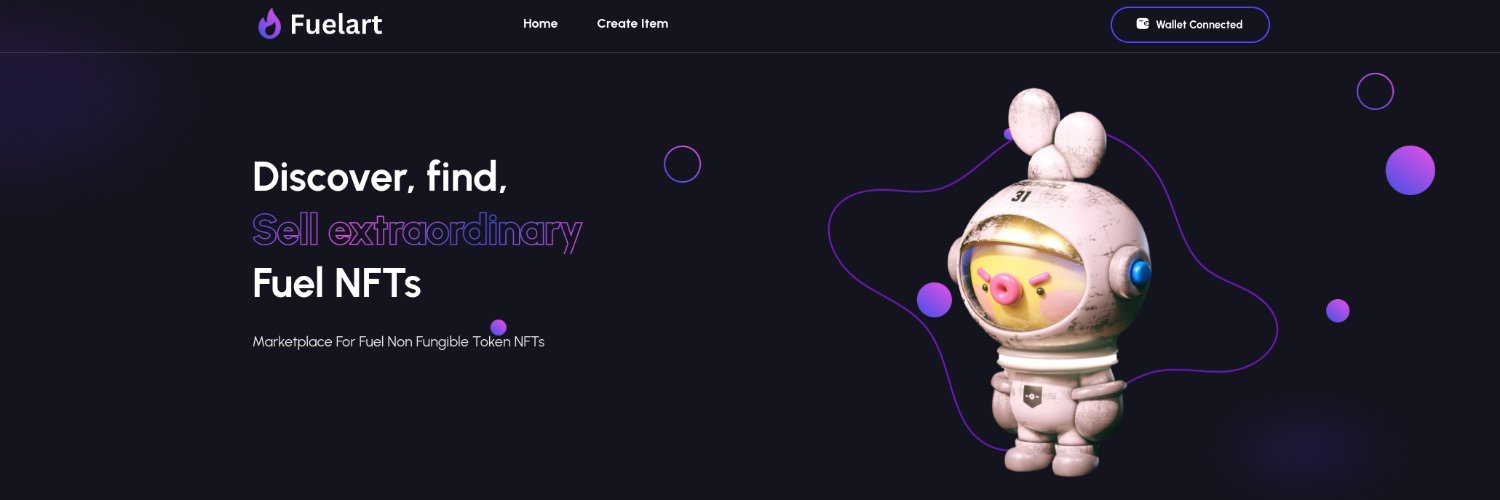 Fuelart
Home
Create Item
Wallet Connected
Discover, find,
Sell extraordinary
Fuel NFTs
Marketplace For Fuel Non Fungible Token NFTs
31